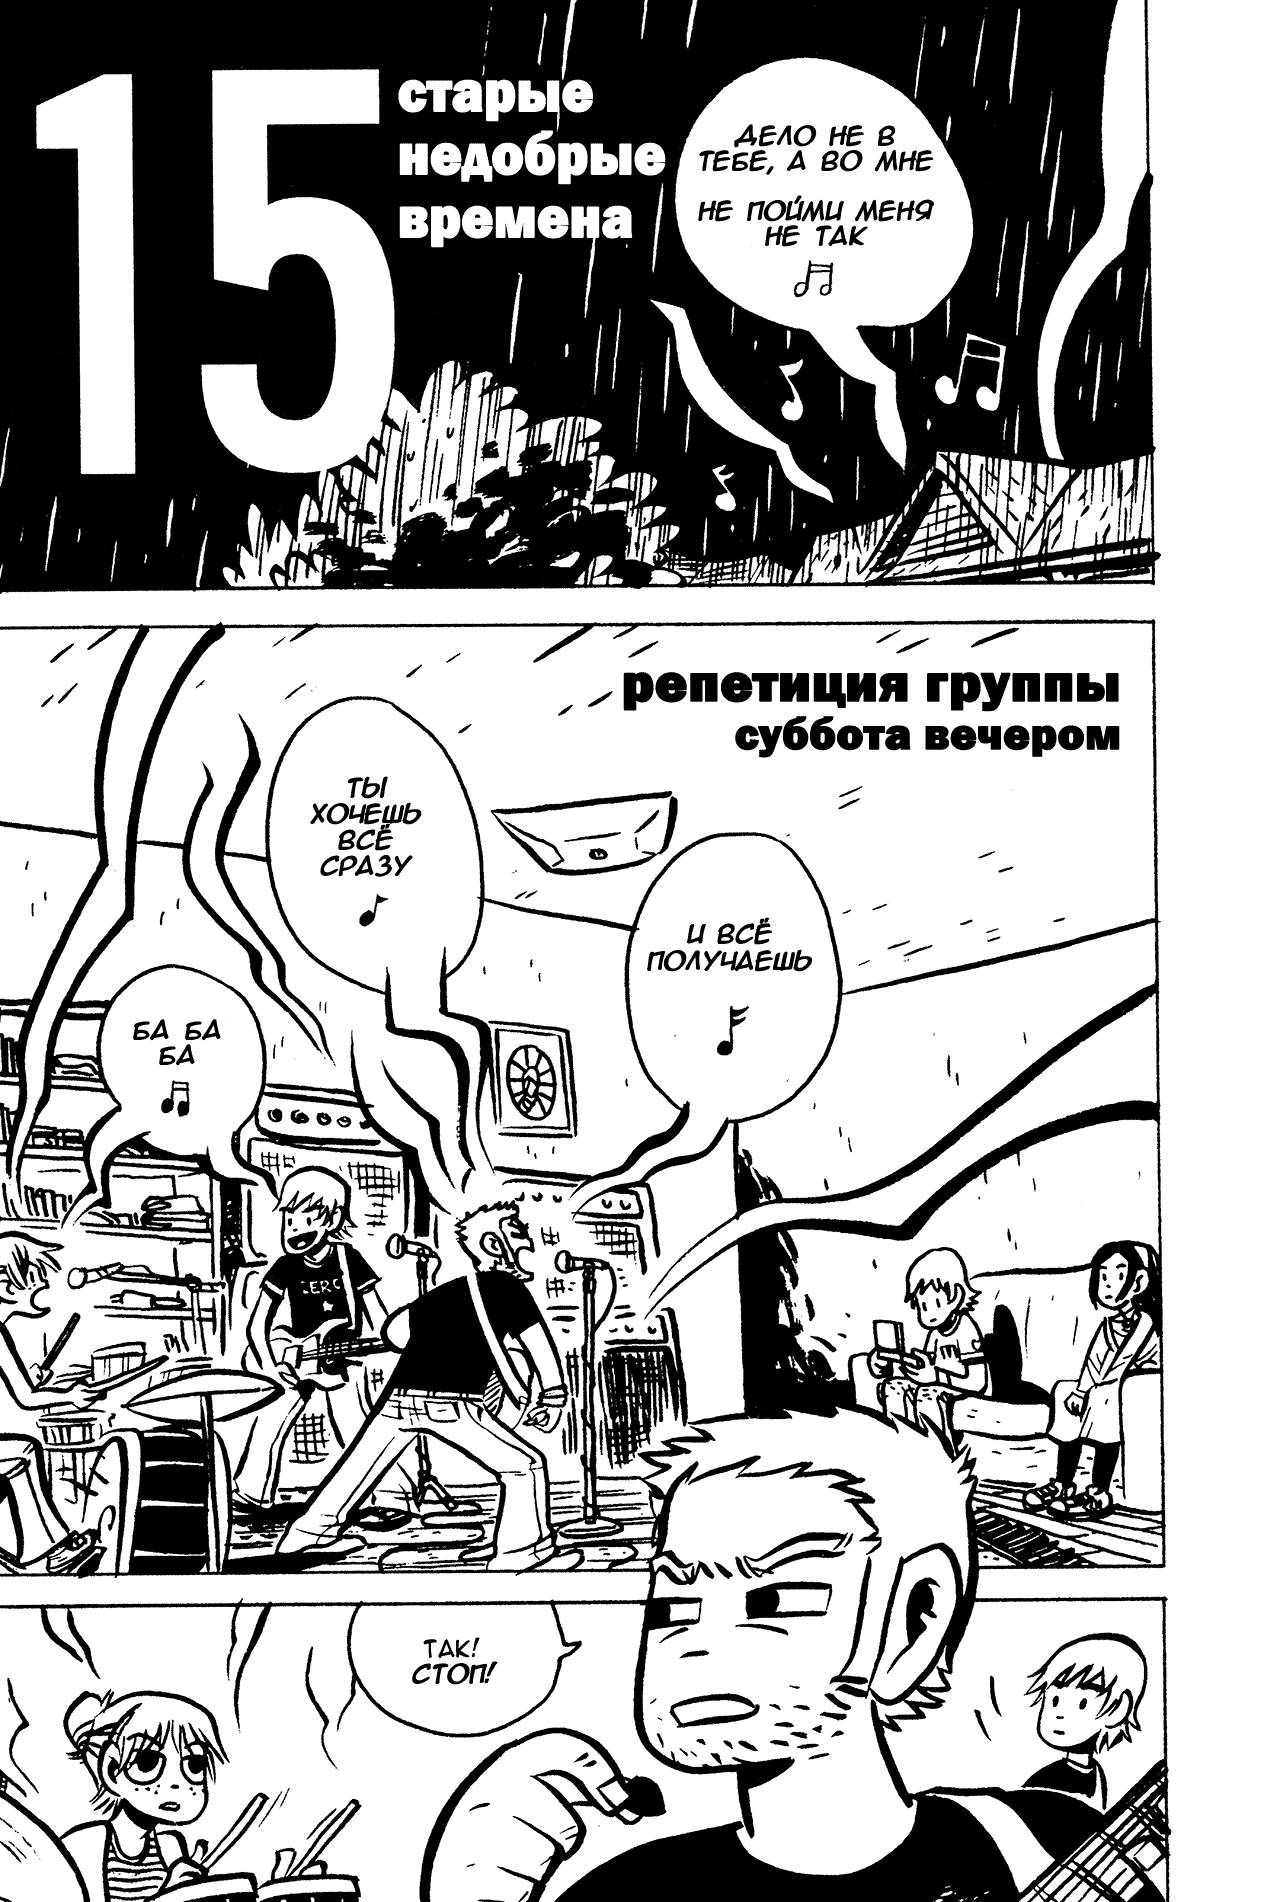 15
старые
недобрые
времена
ДЕЛО НЕ В
ТЕБЕ, А ВО МНЕ
НЕ ПОЙМИ МЕНЯ
НЕ ТАК
репетиция группы
суббота вечером
ТЫ
ХОЧЕШЬ
ВСЁ
СРАЗУ
И ВСЁ
ПОЛУЧАЕШЬ
БА БА
БА
ТАК!
СТОП!